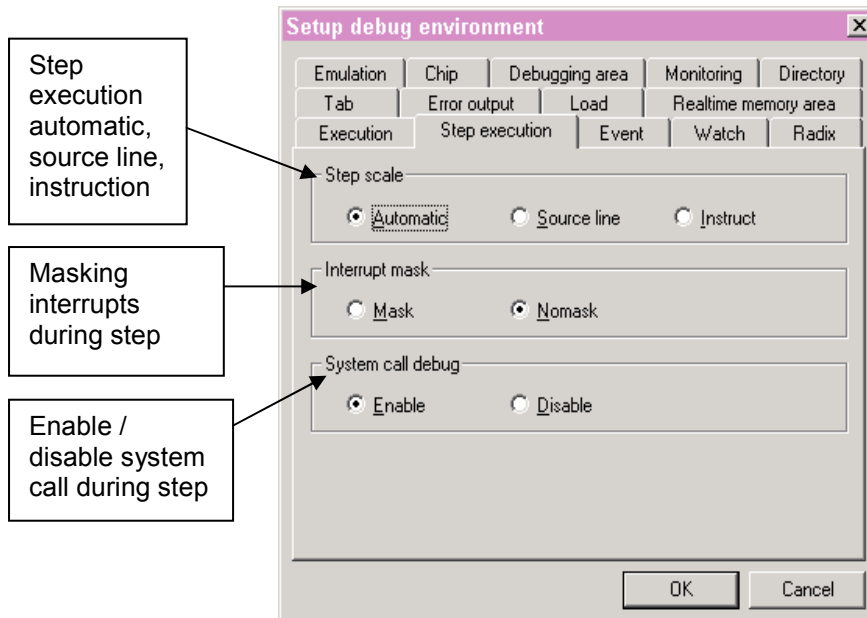 Setup debug environment
Step
execution
automatic,
source line,
instruction
Masking
interrupts
during step
Enable /
disable system
call during step
Emulation Chip Debugging area Monitoring Directory
Tab Error output Load Realtime memory area
Execution Step execution Event Watch Radix
Step scale
Automatic Source line Instruct
Interrupt mask
Mask Nomask
System call debug
Enable Disable
OK Cancel